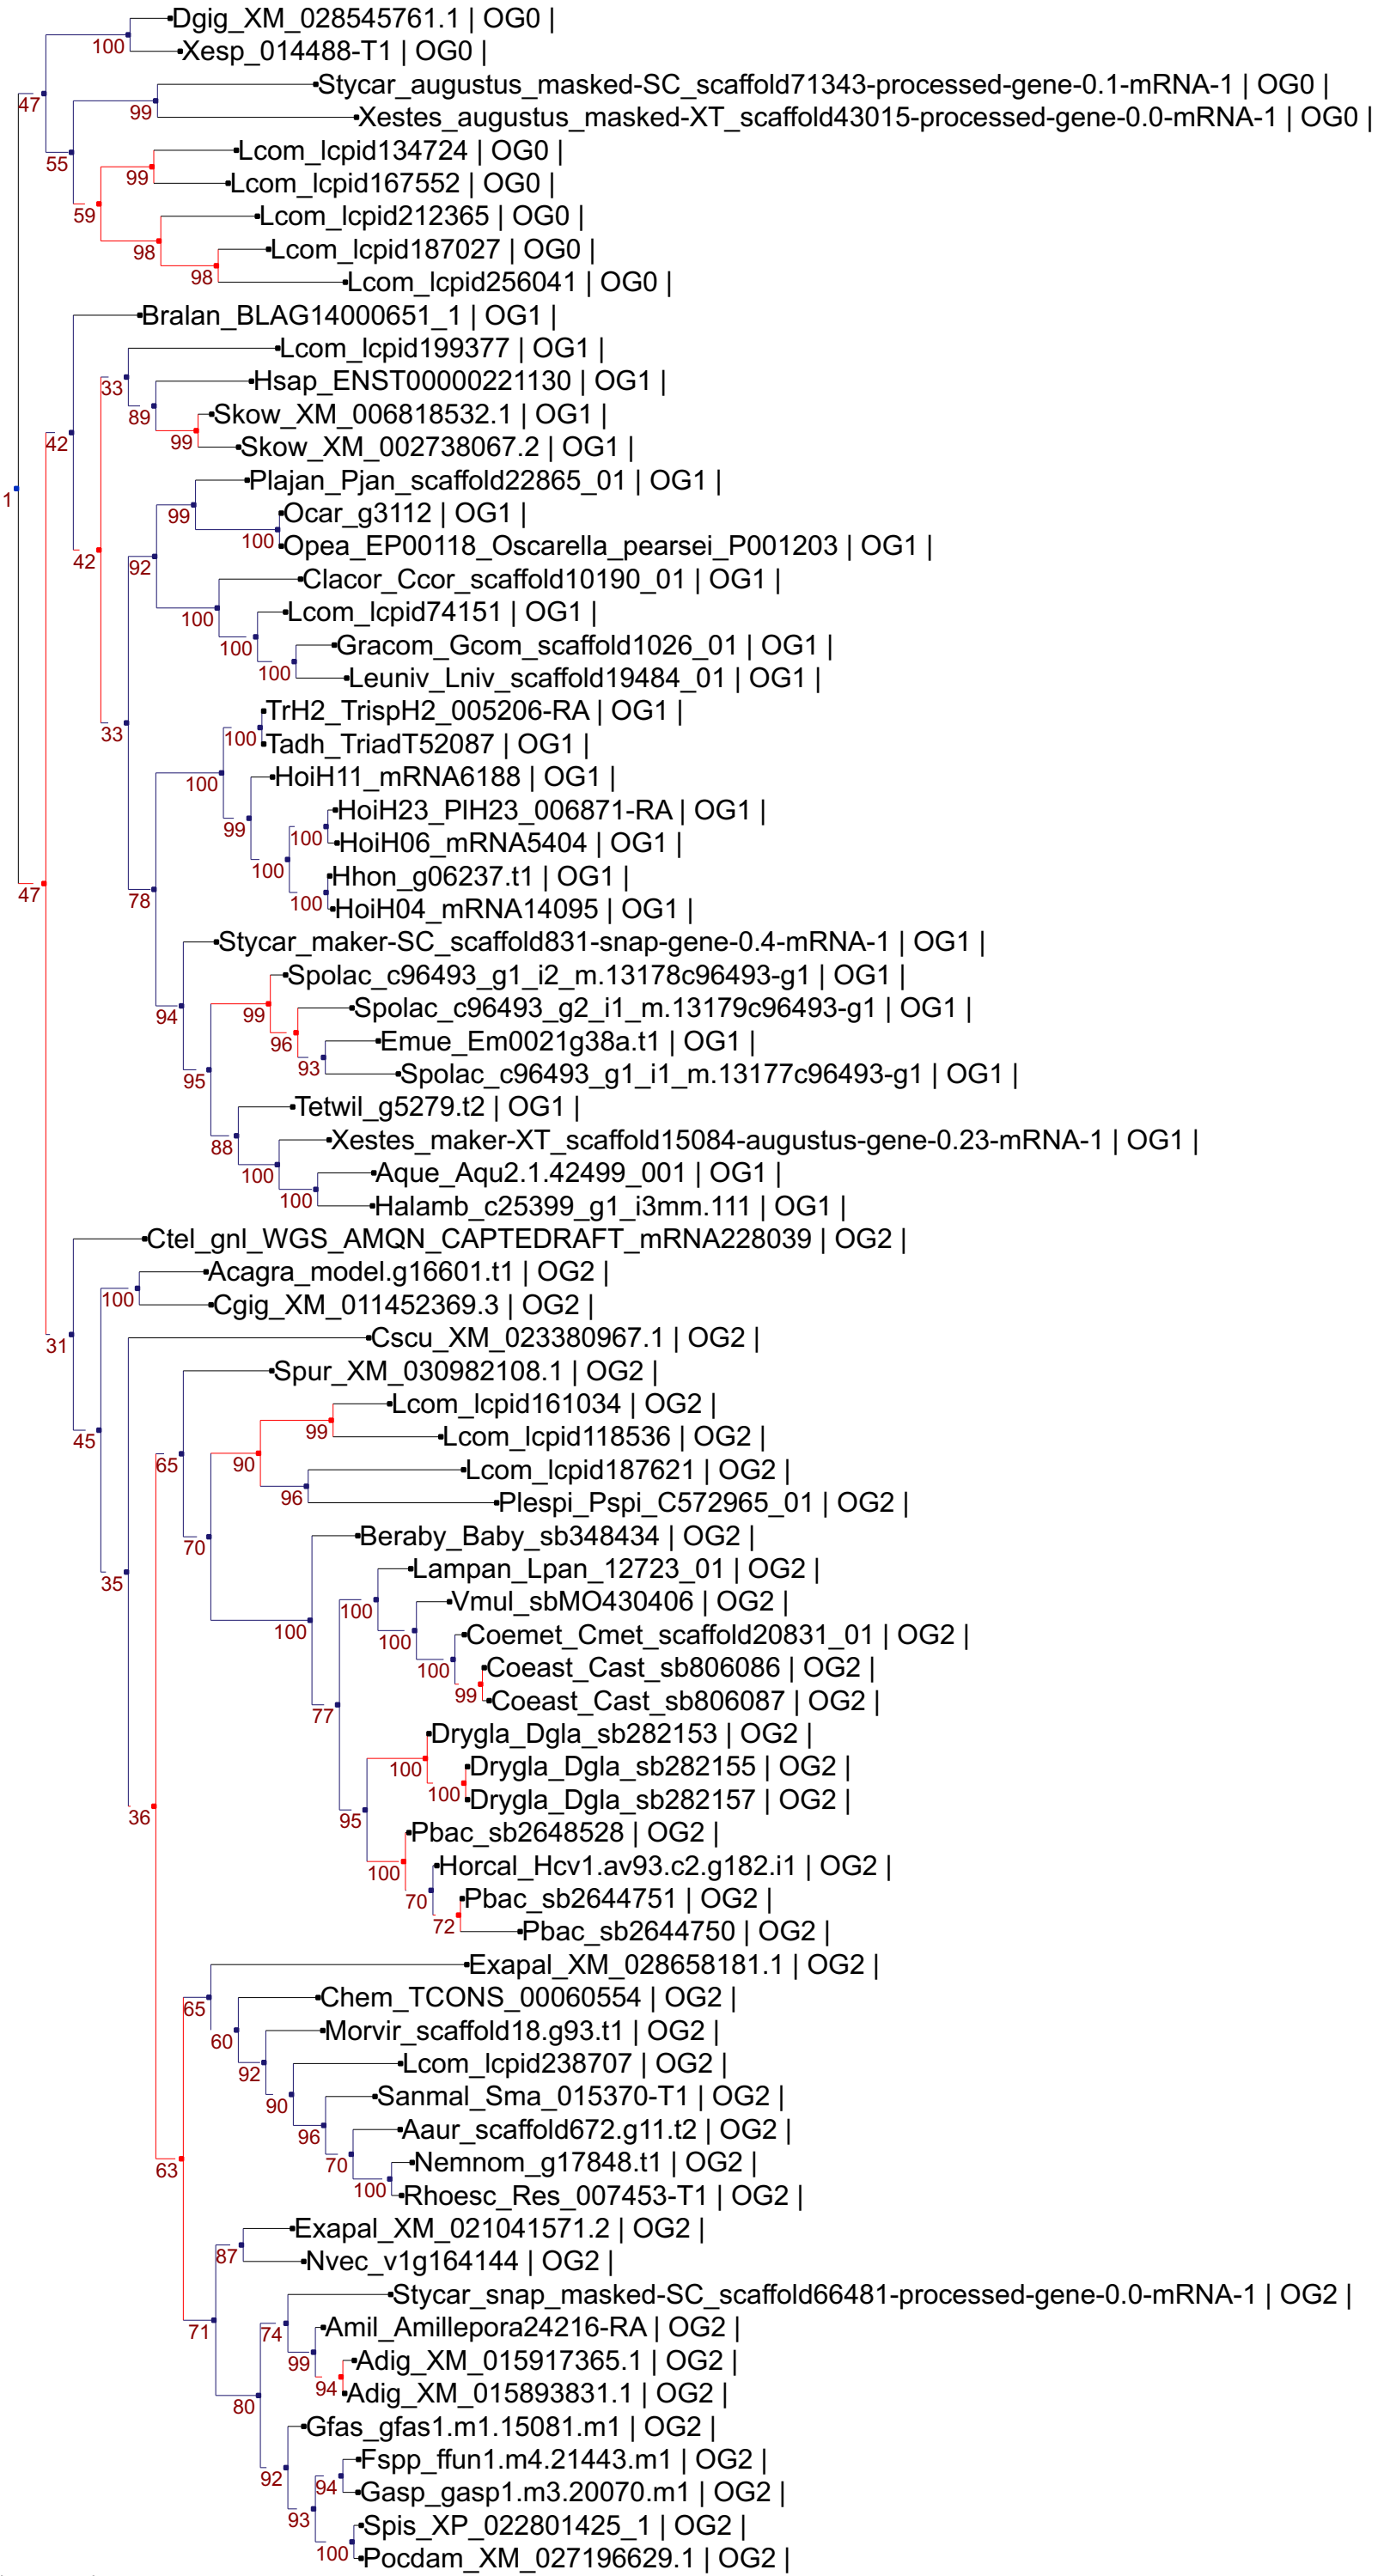 Dgig_XM_028545761.1 | OG0 |
100
Xesp_014488-T1 | OG0 |
Stycar_augustus_masked-SC_scaffold71343-processed-gene-0.1-mRNA-1 | OG0 |
47
99
Xestes_augustus_masked-XT_scaffold43015-processed-gene-0.0-mRNA-1 | OG0 |
Lcom_lcpid134724 | OG0 |
55
99
Lcom_lcpid167552 | OG0 |
59
Lcom_lcpid212365 | OG0 |
98
Lcom_lcpid187027 | OG0 |
98
Lcom_lcpid256041 | OG0 |
Bralan_BLAG14000651_1 | OG1 |
Lcom_lcpid199377 | OG1 |
33
Hsap_ENST00000221130 | OG1 |
89
Skow_XM_006818532.1 | OG1 |
42
99
Skow_XM_002738067.2 | OG1 |
Plajan_Pjan_scaffold22865_01 | OG1 |
1
99
Ocar_g3112 | OG1 |
100
Opea_EP00118_Oscarella_pearsei_P001203 | OG1 |
42
92
Clacor_Ccor_scaffold10190_01 | OG1 |
100
Lcom_lcpid74151 | OG1 |
100
Gracom_Gcom_scaffold1026_01 | OG1 |
100
Leuniv_Lniv_scaffold19484_01 | OG1 |
TrH2_TrispH2_005206-RA | OG1 |
33
100
Tadh_TriadT52087 | OG1 |
100
HoiH11_mRNA6188 | OG1 |
HoiH23_PlH23_006871-RA | OG1 |
99
100
HoiH06_mRNA5404 | OG1 |
100
Hhon_g06237.t1 | OG1 |
47
78
100
HoiH04_mRNA14095 | OG1 |
Stycar_maker-SC_scaffold831-snap-gene-0.4-mRNA-1 | OG1 |
Spolac_c96493_g1_i2_m.13178c96493-g1 | OG1 |
94
99
Spolac_c96493_g2_i1_m.13179c96493-g1 | OG1 |
96
Emue_Em0021g38a.t1 | OG1 |
93
Spolac_c96493_g1_i1_m.13177c96493-g1 | OG1 |
95
Tetwil_g5279.t2 | OG1 |
88
Xestes_maker-XT_scaffold15084-augustus-gene-0.23-mRNA-1 | OG1 |
100
Aque_Aqu2.1.42499_001 | OG1 |
100
Halamb_c25399_g1_i3mm.111 | OG1 |
Ctel_gnl_WGS_AMQN_CAPTEDRAFT_mRNA228039 | OG2 |
Acagra_model.g16601.t1 | OG2 |
100
Cgig_XM_011452369.3 | OG2 |
31
Cscu_XM_023380967.1 | OG2 |
Spur_XM_030982108.1 | OG2 |
Lcom_lcpid161034 | OG2 |
99
45
Lcom_lcpid118536 | OG2 |
65
90
Lcom_lcpid187621 | OG2 |
96
Plespi_Pspi_C572965_01 | OG2 |
70
Beraby_Baby_sb348434 | OG2 |
35
Lampan_Lpan_12723_01 | OG2 |
100
Vmul_sbMO430406 | OG2 |
100
100
Coemet_Cmet_scaffold20831_01 | OG2 |
100
Coeast_Cast_sb806086 | OG2 |
99
Coeast_Cast_sb806087 | OG2 |
77
Drygla_Dgla_sb282153 | OG2 |
100
Drygla_Dgla_sb282155 | OG2 |
100
Drygla_Dgla_sb282157 | OG2 |
36
95
Pbac_sb2648528 | OG2 |
100
Horcal_Hcv1.av93.c2.g182.i1 | OG2 |
70
Pbac_sb2644751 | OG2 |
72
Pbac_sb2644750 | OG2 |
Exapal_XM_028658181.1 | OG2 |
65
Chem_TCONS_00060554 | OG2 |
60
Morvir_scaffold18.g93.t1 | OG2 |
92
Lcom_lcpid238707 | OG2 |
90
Sanmal_Sma_015370-T1 | OG2 |
96
Aaur_scaffold672.g11.t2 | OG2 |
63
70
Nemnom_g17848.t1 | OG2 |
100
Rhoesc_Res_007453-T1 | OG2 |
Exapal_XM_021041571.2 | OG2 |
87
Nvec_v1g164144 | OG2 |
Stycar_snap_masked-SC_scaffold66481-processed-gene-0.0-mRNA-1 | OG2 |
71
74
Amil_Amillepora24216-RA | OG2 |
99
Adig_XM_015917365.1 | OG2 |
94
Adig_XM_015893831.1 | OG2 |
80
Gfas_gfas1.m1.15081.m1 | OG2 |
Fspp_ffun1.m4.21443.m1 | OG2 |
92
94
Gasp_gasp1.m3.20070.m1 | OG2 |
93
Spis_XP_022801425_1 | OG2 |
100
Pocdam_XM_027196629.1 | OG2 |